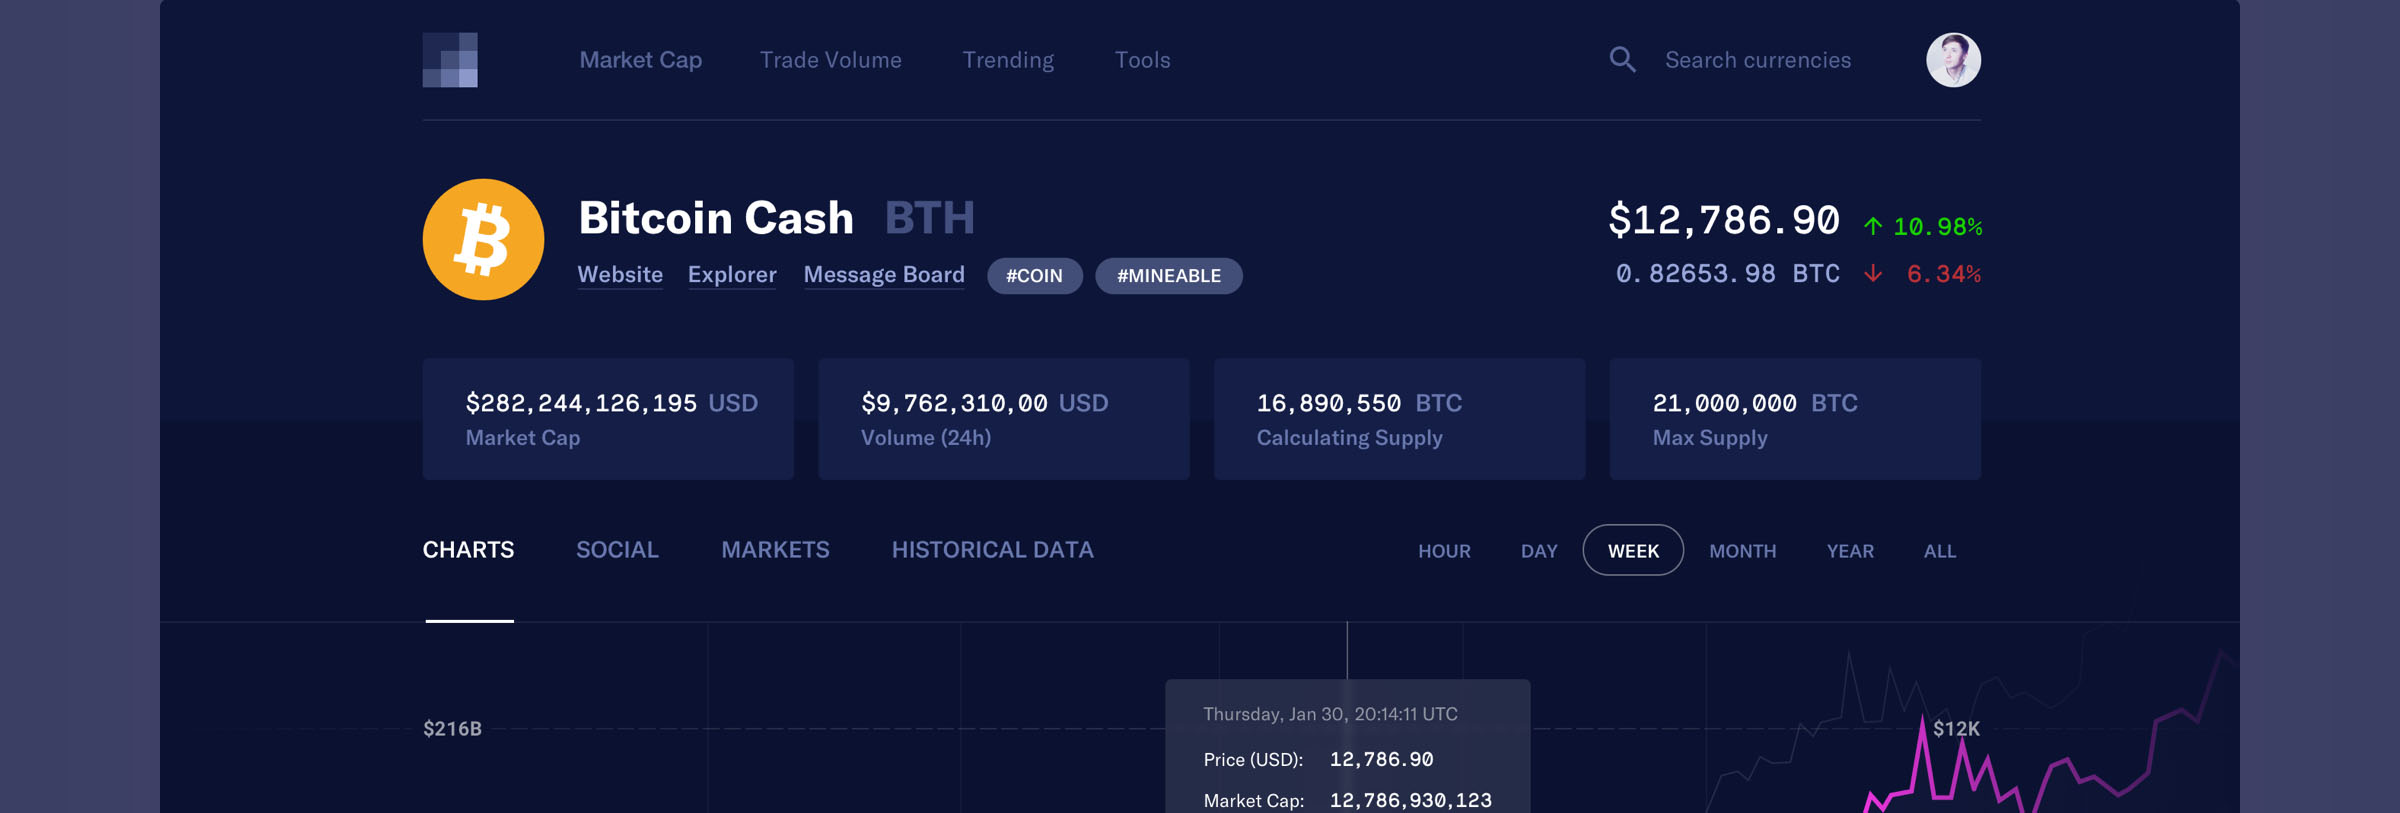 Market Cap Trade Volume Trending Tools Search currencies
Bitcoin Cash BTH
$12,786.90 ↑ 10.98%
Website Explorer Message Board #COIN #MINEABLE
0.82653.98 BTC ↓ 6.34%
$282,244,126,195 USD
Market Cap
$9,762,310,00 USD
Volume (24h)
16,890,550 BTC
Calculating Supply
21,000,000 BTC
Max Supply
CHARTS SOCIAL MARKETS HISTORICAL DATA
HOUR DAY WEEK MONTH YEAR ALL
$216B
Thursday, Jan 30, 20:14:11 UTC
Price (USD): 12,786.90
Market Cap: 12,786,930,123
$12K